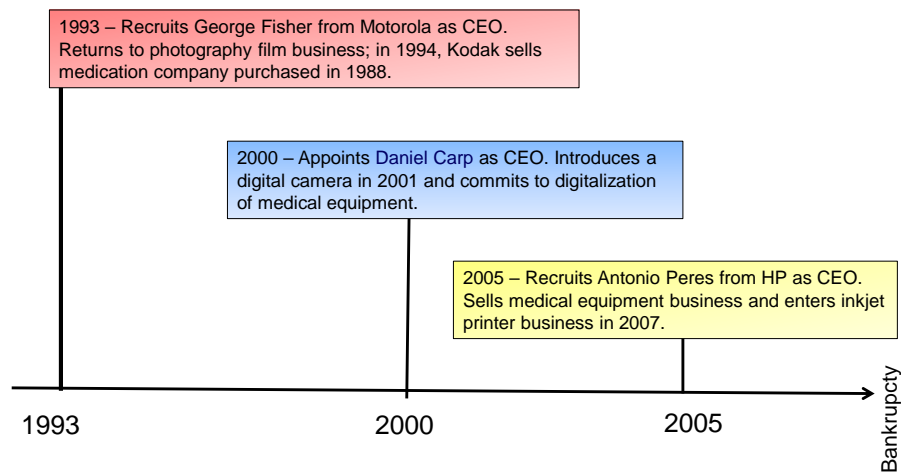 1993 – Recruits George Fisher from Motorola as CEO.
Returns to photography film business; in 1994, Kodak sells
medication company purchased in 1988.
2000 – Appoints Daniel Carp as CEO. Introduces a
digital camera in 2001 and commits to digitalization
of medical equipment.
2005 – Recruits Antonio Peres from HP as CEO.
Sells medical equipment business and enters inkjet
printer business in 2007.
1993
2000
2005
Bankrupcty